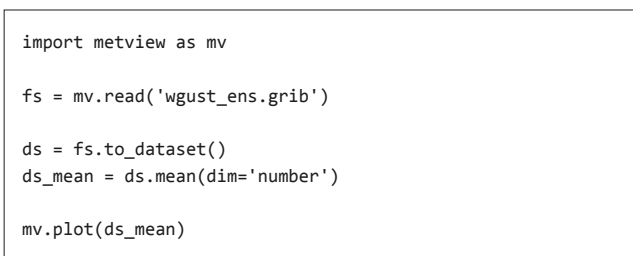 import metview as mv
fs = mv.read('wgust_ens.grib')
ds = fs.to_dataset()
ds_mean = ds.mean(dim='number')
mv.plot(ds_mean)